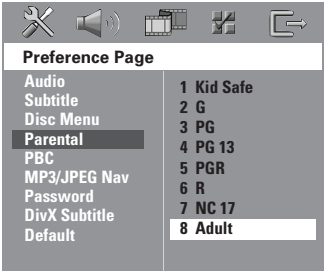 Preference Page
Audio
Subtitle
Disc Menu
Parental
PBC
MP3/JPEG Nav
Password
DivX Subtitle
Default
1 Kid Safe
2 G
3 PG
4 PG 13
5 PGR
6 R
7 NC 17
8 Adult